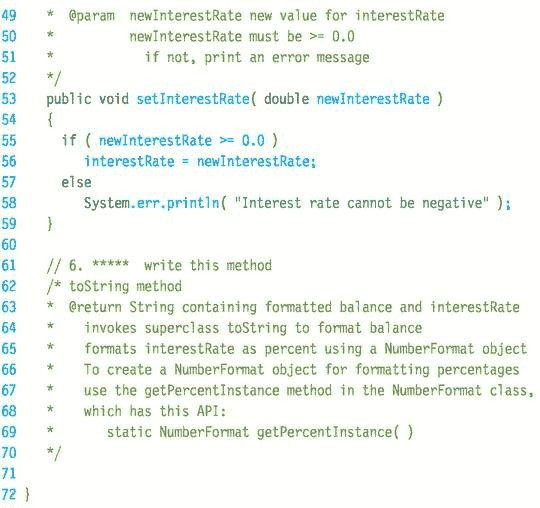 49    *  @param  newInterestRate new value for interestRate
50    *          newInterestRate must be >= 0.0
51    *            if not, print an error message
52    */
53    public void setInterestRate( double newInterestRate )
54    {
55      if ( newInterestRate >= 0.0 )
56         interestRate = newInterestRate;
57      else
58         System.err.println( "Interest rate cannot be negative" );
59    }
60
61    // 6. *****  write this method
62    /* toString method
63    *  @return String containing formatted balance and interestRate
64    *    invokes superclass toString to format balance
65    *    formats interestRate as percent using a NumberFormat object
66    *    To create a NumberFormat object for formatting percentages
67    *    use the getPercentInstance method in the NumberFormat class,
68    *    which has this API:
69    *       static NumberFormat getPercentInstance( )
70    */
71
72 }